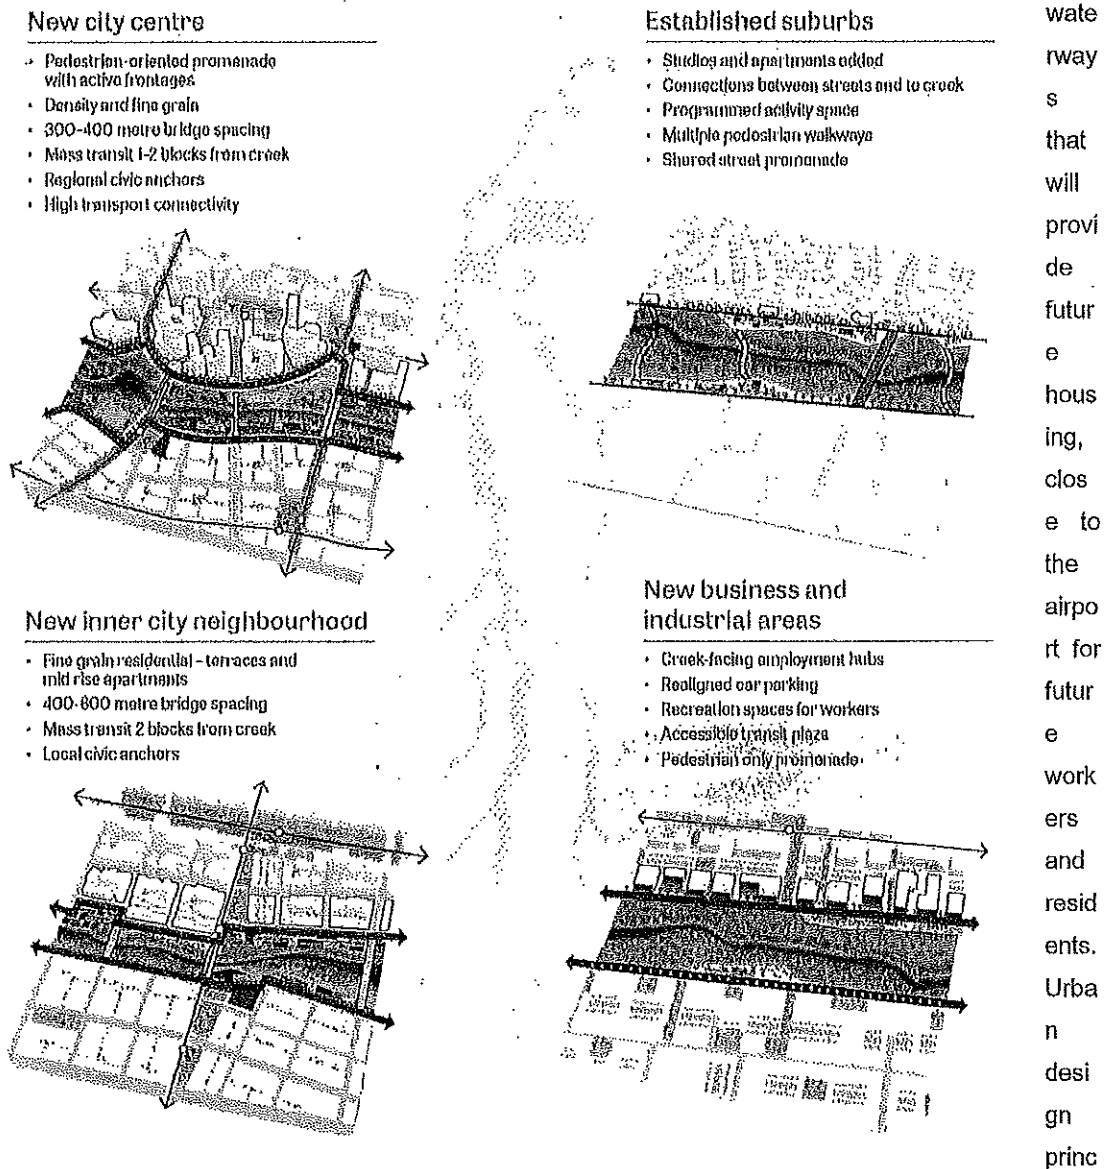 New city centre
• Pedestrian-oriented promenade
with active frontages
• Density and fine grain
• 300-400 metre bridge spacing
• Mass transit 1-2 blocks from creek
• Regional civic anchors
• High transport connectivity
Established suburbs
• Studios and apartments added
• Connections between streets and to creek
• Programmed activity space
• Multiple pedestrian walkways
• Shared street promenade
New inner city neighbourhood
• Fine grain residential – terraces and
mid rise apartments
• 400-600 metre bridge spacing
• Mass transit 2 blocks from creek
• Local civic anchors
New business and
industrial areas
• Creek-facing employment hubs
• Realigned car parking
• Recreation spaces for workers
• Accessible transit plaza
• Pedestrian only promenade
wate
rway
s
that
will
provi
de
futur
e
hous
ing,
clos
e to
the
airpo
rt for
futur
e
work
ers
and
resid
ents.
Urba
n
desi
gn
princ